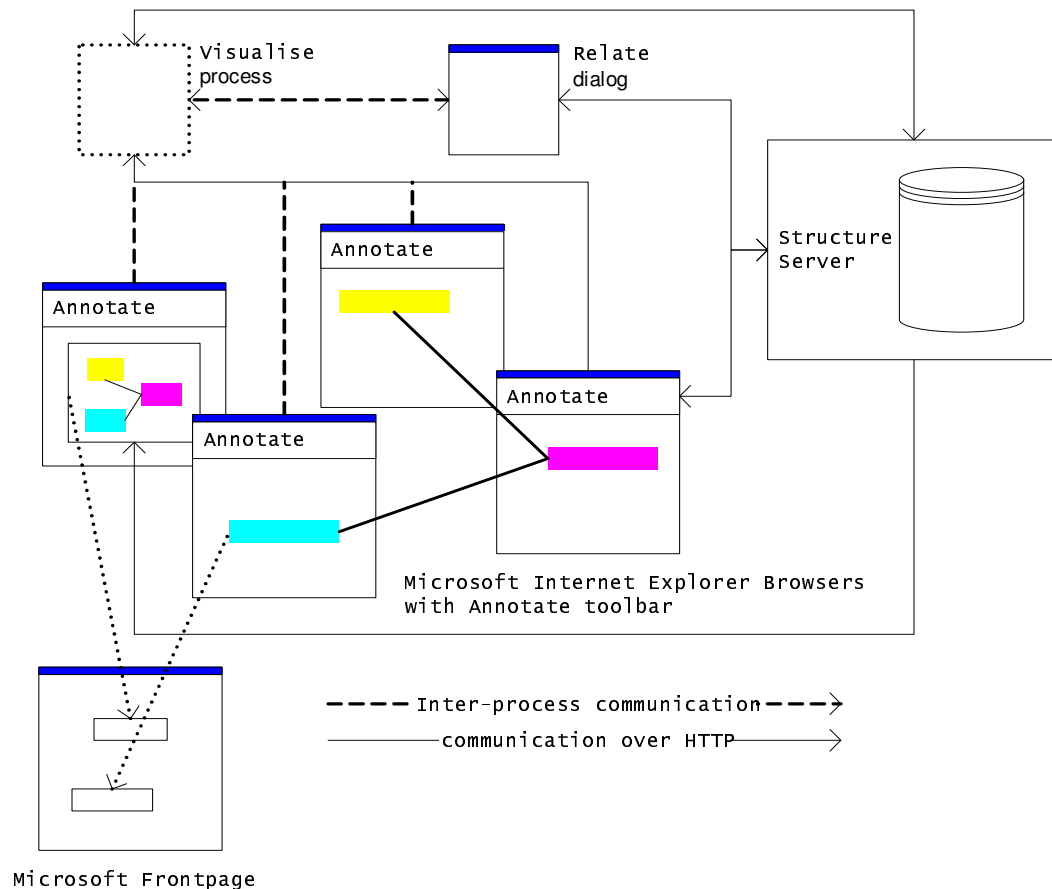 Visualise
process
Relate
dialog
Structure
Server
Annotate
Annotate
Annotate
Annotate
Microsoft Internet Explorer Browsers
with Annotate toolbar
Inter-process communication
communication over HTTP
Microsoft Frontpage